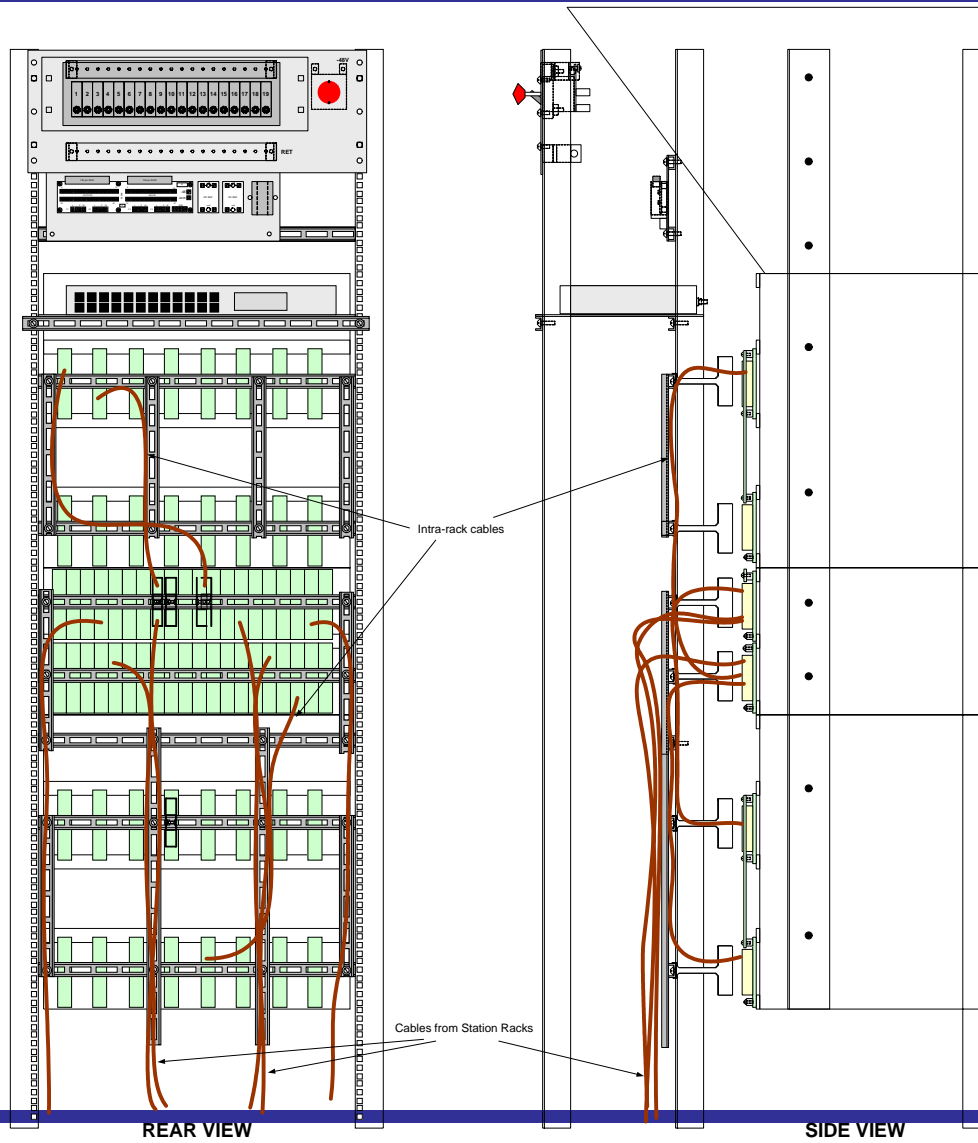 -48V
1 2 3 4 5 6 7 8 9 10 11 12 13 14 15 16 17 18 19
RET
Intra-rack cables
Cables from Station Racks
REAR VIEW
SIDE VIEW